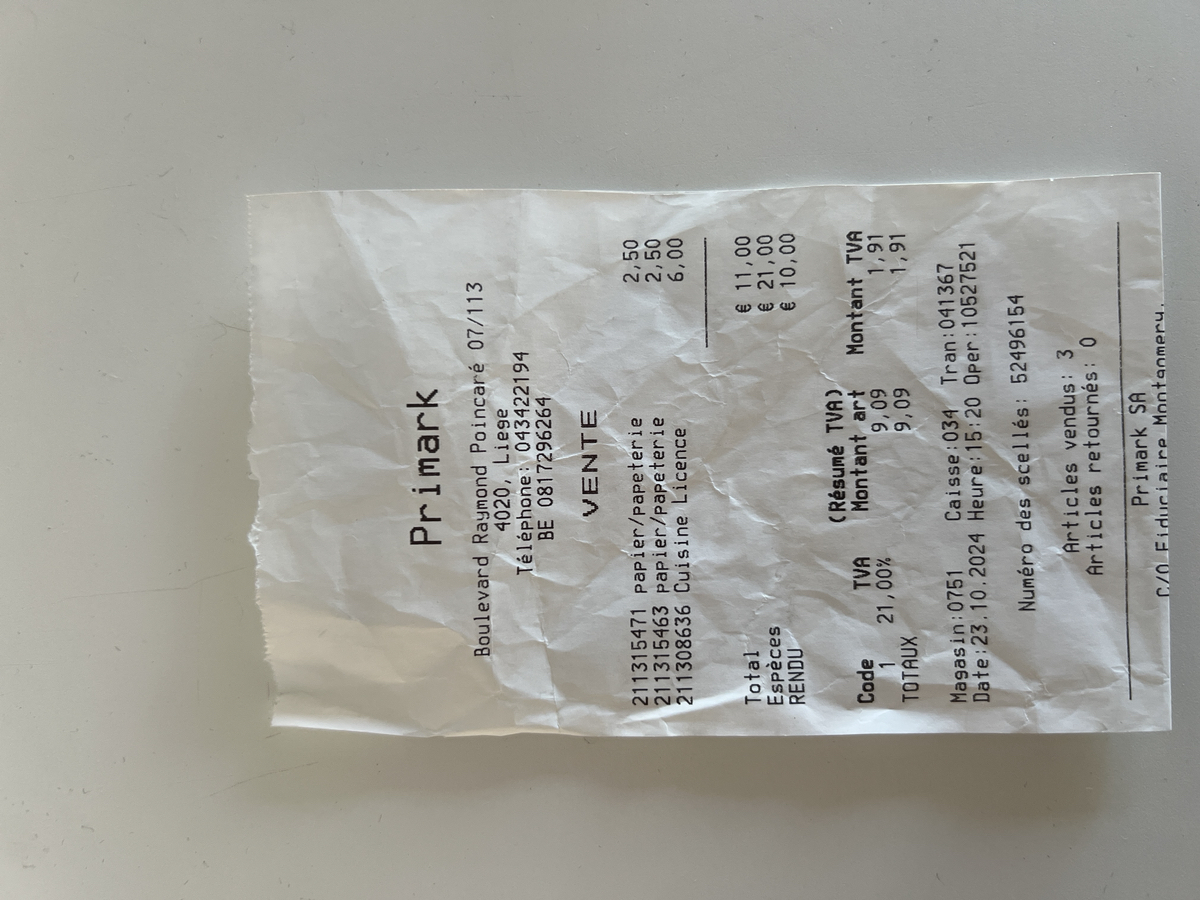 Primark
Boulevard Raymond Poincaré 07/113
4020, Liege
Téléphone: 043422194
BE 0817296264
VENTE
211315471 papier/papeterie 2,50
211315463 papier/papeterie 2,50
211308636 Cuisine Licence 6,00
Total € 11,00
Espèces € 21,00
RENDU € 10,00
(Résumé TVA)
Code TVA Montant art Montant TVA
1 21,00% 9,09 1,91
TOTAUX 9,09 1,91
Magasin:0751 Caisse:034 Tran:041367
Date:23.10.2024 Heure:15:20 Oper:10527521
Numéro des scellés: 52496154
Articles vendus: 3
Articles retournés: 0
Primark SA
C/O Fiduciaire Montgomery,